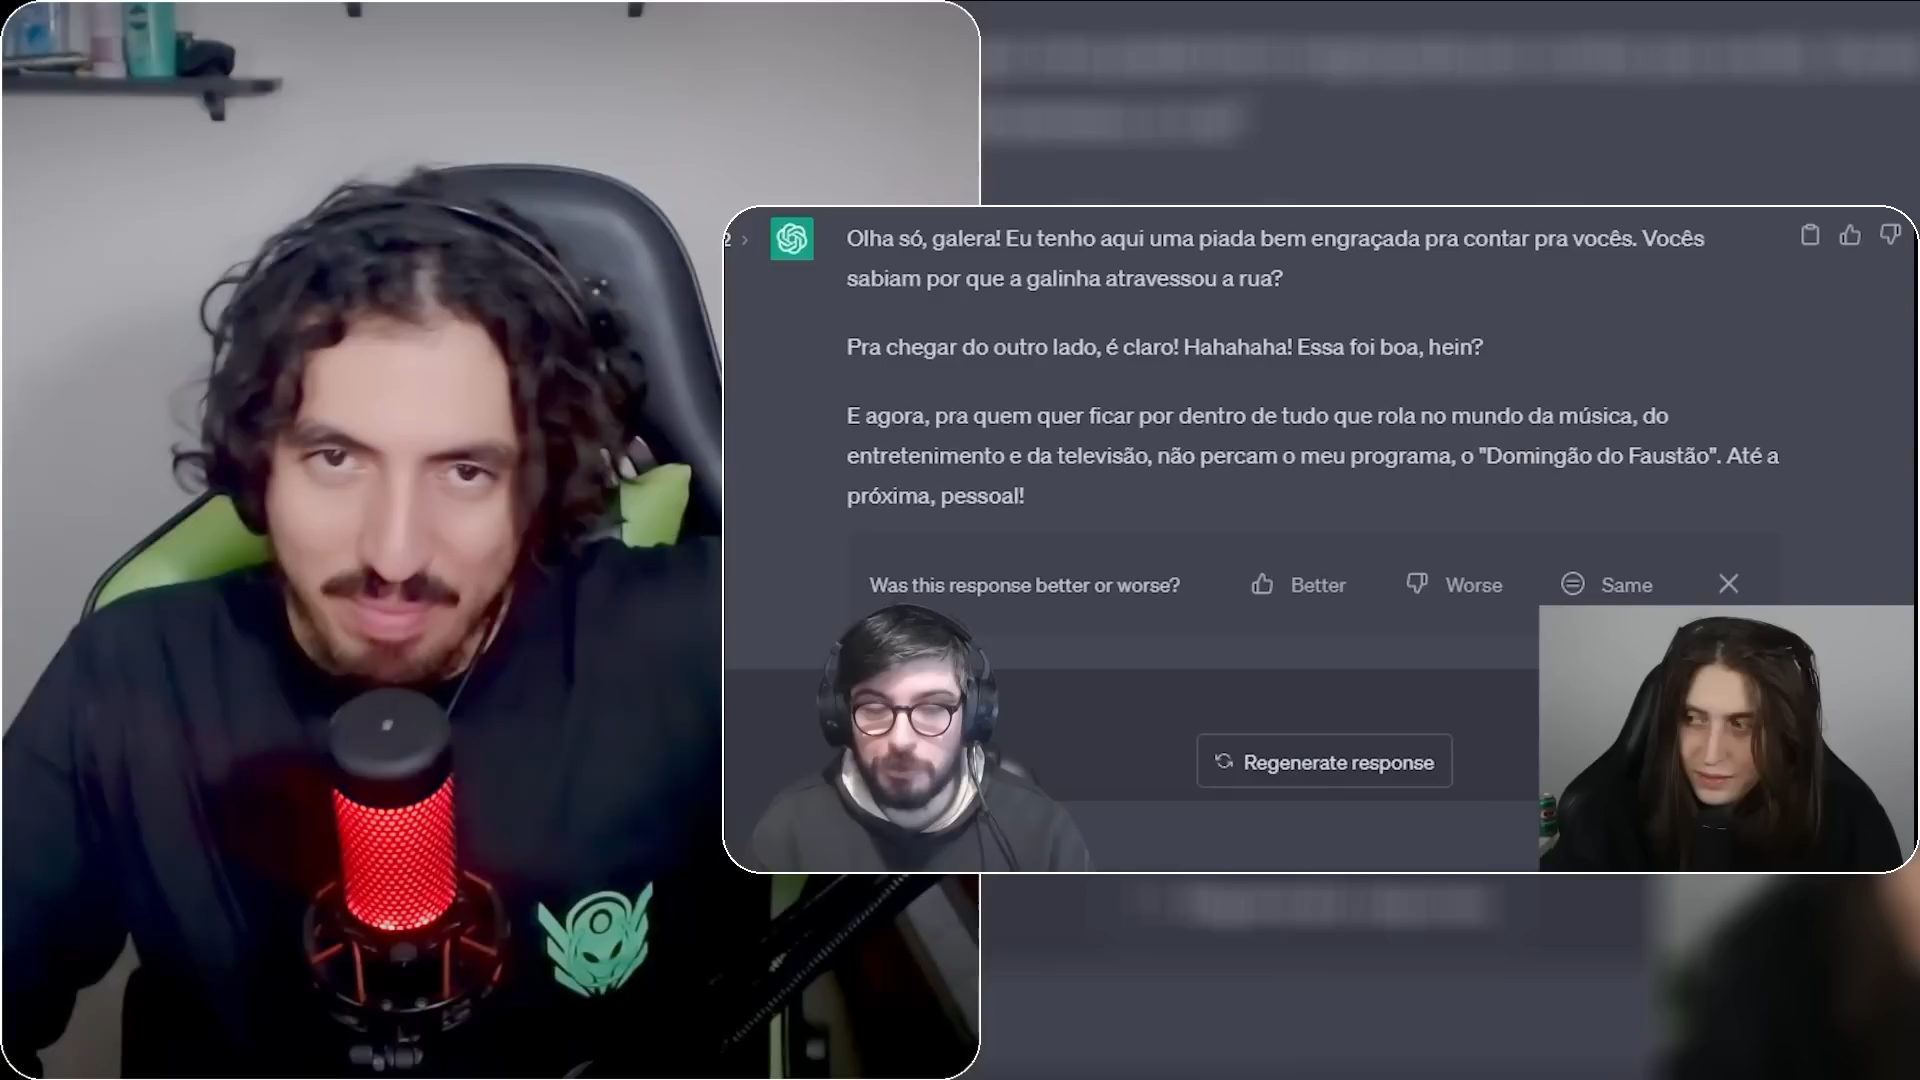 2
Olha só, galera! Eu tenho aqui uma piada bem engraçada pra contar pra vocês. Vocês
sabiam por que a galinha atravessou a rua?
Pra chegar do outro lado, é claro! Hahahaha! Essa foi boa, hein?
E agora, pra quem quer ficar por dentro de tudo que rola no mundo da música, do
entretenimento e da televisão, não percam o meu programa, o "Domingão do Faustão". Até a
próxima, pessoal!
Was this response better or worse? Better Worse Same
Regenerate response